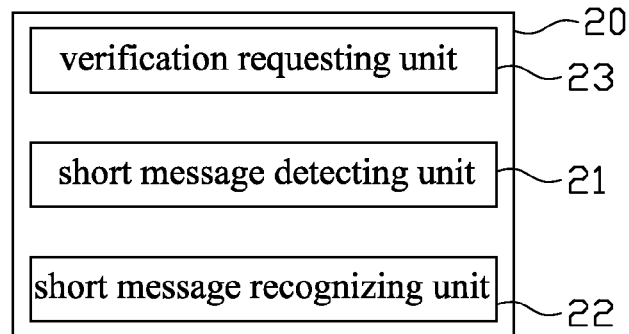 20
verification requesting unit
23
short message detecting unit
21
short message recognizing unit
22